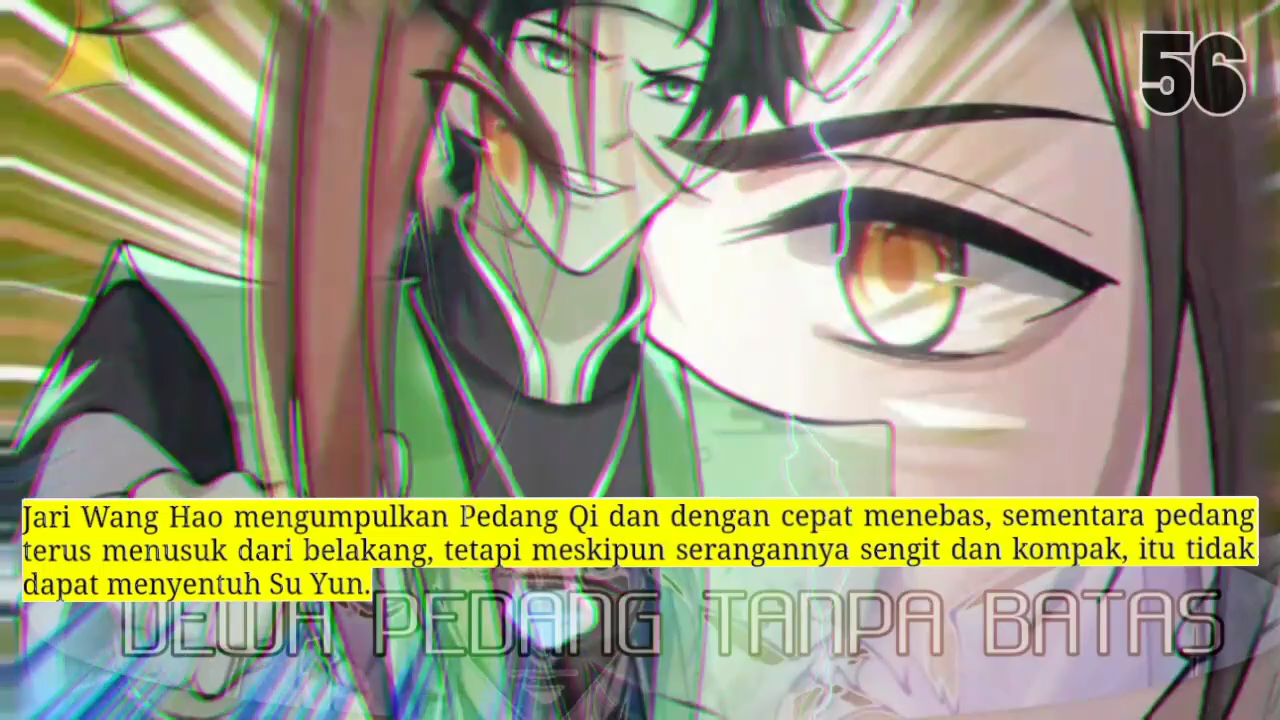 56
Jari Wang Hao mengumpulkan Pedang Qi dan dengan cepat menebas, sementara pedang
terus menusuk dari belakang, tetapi meskipun serangannya sengit dan kompak, itu tidak
dapat menyentuh Su Yun.
DEWA PEDANG TANPA BATAS